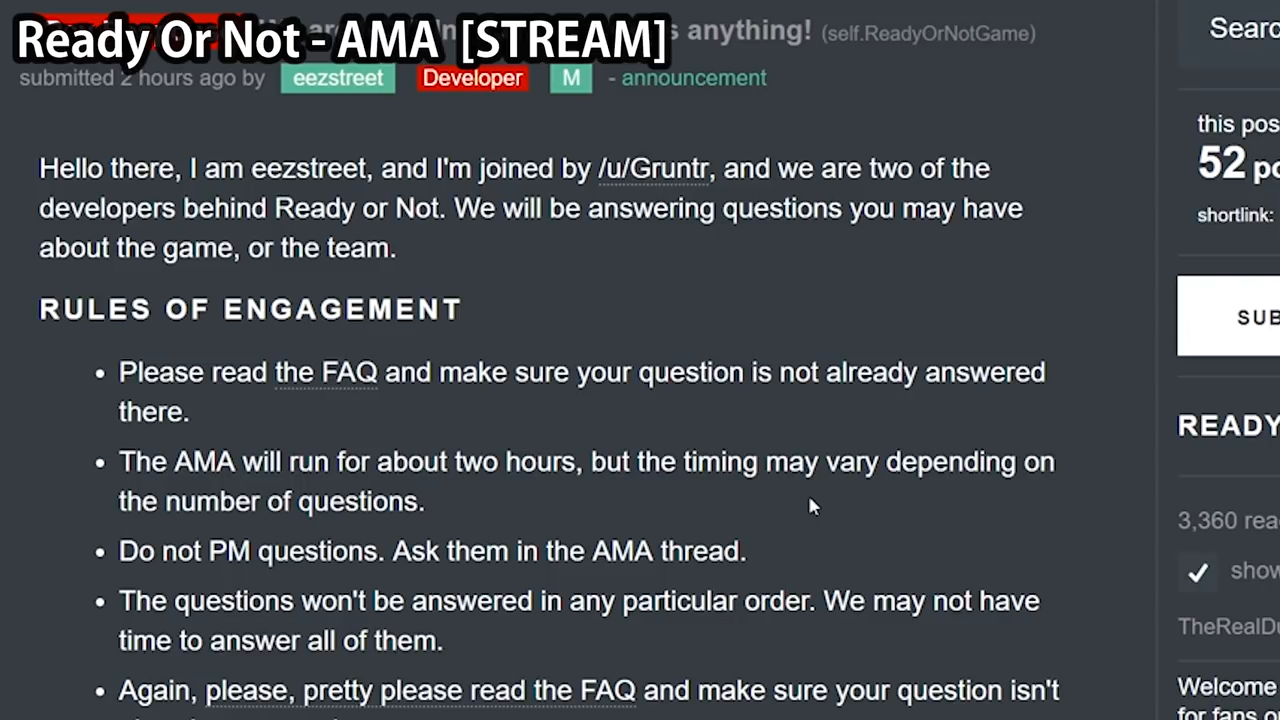 Ready Or Not - AMA [STREAM]
s anything! (self.ReadyOrNotGame)
submitted 2 hours ago by eezstreet Developer M - announcement
Hello there, I am eezstreet, and I'm joined by /u/Gruntr, and we are two of the
developers behind Ready or Not. We will be answering questions you may have
about the game, or the team.
RULES OF ENGAGEMENT
• Please read the FAQ and make sure your question is not already answered
there.
• The AMA will run for about two hours, but the timing may vary depending on
the number of questions.
• Do not PM questions. Ask them in the AMA thread.
• The questions won't be answered in any particular order. We may not have
time to answer all of them.
• Again, please, pretty please read the FAQ and make sure your question isn't
Searc
this pos
52 po
shortlink:
SUB
READY
3,360 rea
show
TheRealDu
Welcome
for fans o